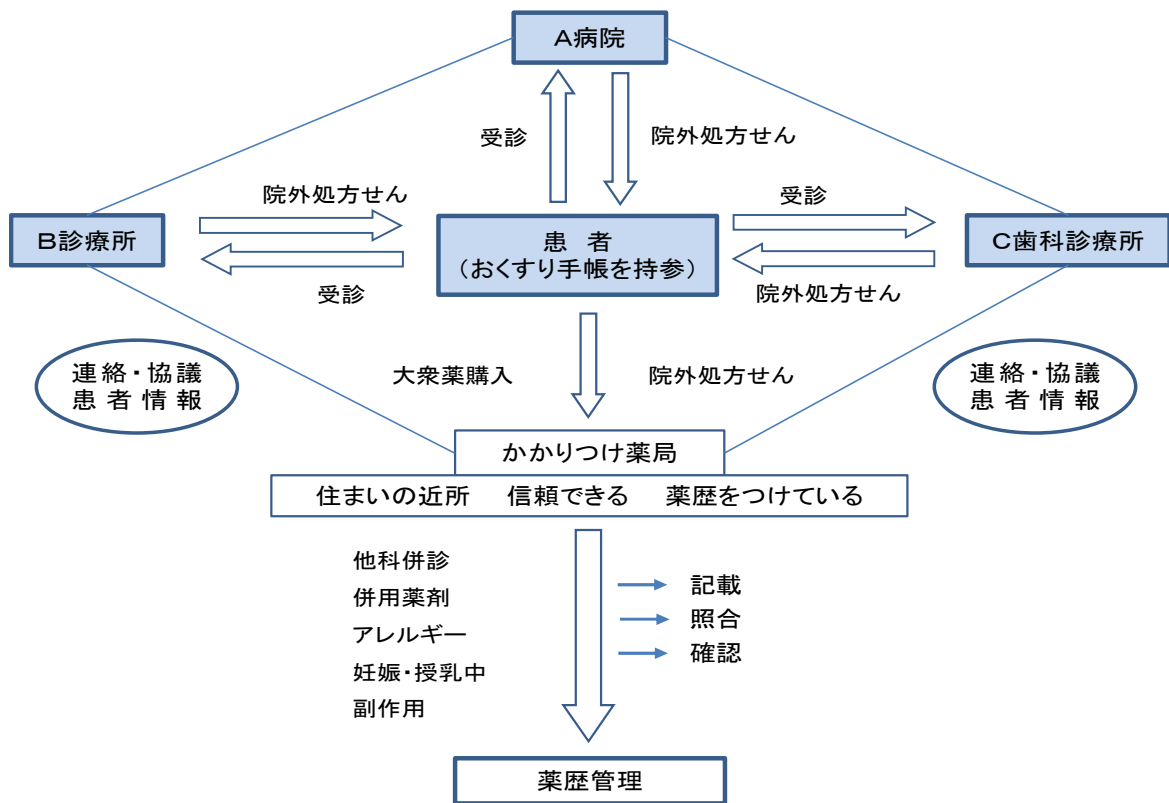 A病院
受診
院外処方せん
院外処方せん
受診
B診療所
患 者
(おくすり手帳を持参)
C歯科診療所
受診
院外処方せん
連絡・協議
患 者 情 報
大衆薬購入
院外処方せん
連絡・協議
患 者 情 報
かかりつけ薬局
住まいの近所 信頼できる 薬歴をつけている
他科併診
併用薬剤
アレルギー
妊娠・授乳中
副作用
記載
照合
確認
薬歴管理